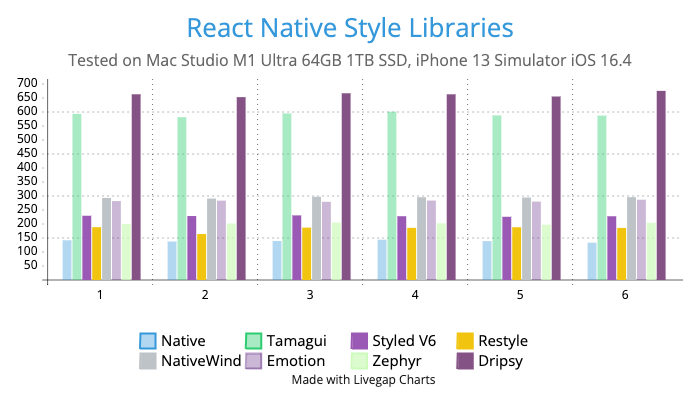 React Native Style Libraries
Tested on Mac Studio M1 Ultra 64GB 1TB SSD, iPhone 13 Simulator iOS 16.4
700
650
600
550
500
450
400
350
300
250
200
150
100
50
1 2 3 4 5 6
Native Tamagui Styled V6 Restyle
NativeWind Emotion Zephyr Dripsy
Made with Livegap Charts